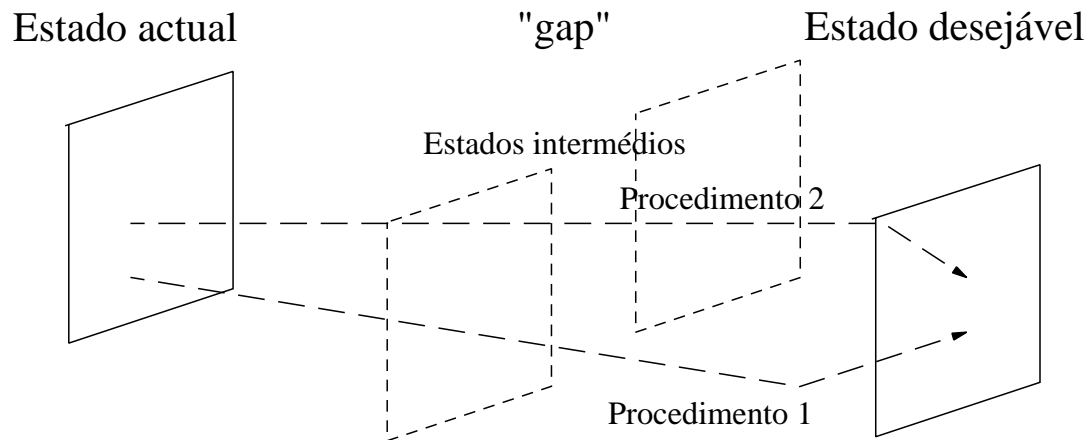 Estado actual
"gap"
Estado desejável
Estados intermédios
Procedimento 2
Procedimento 1